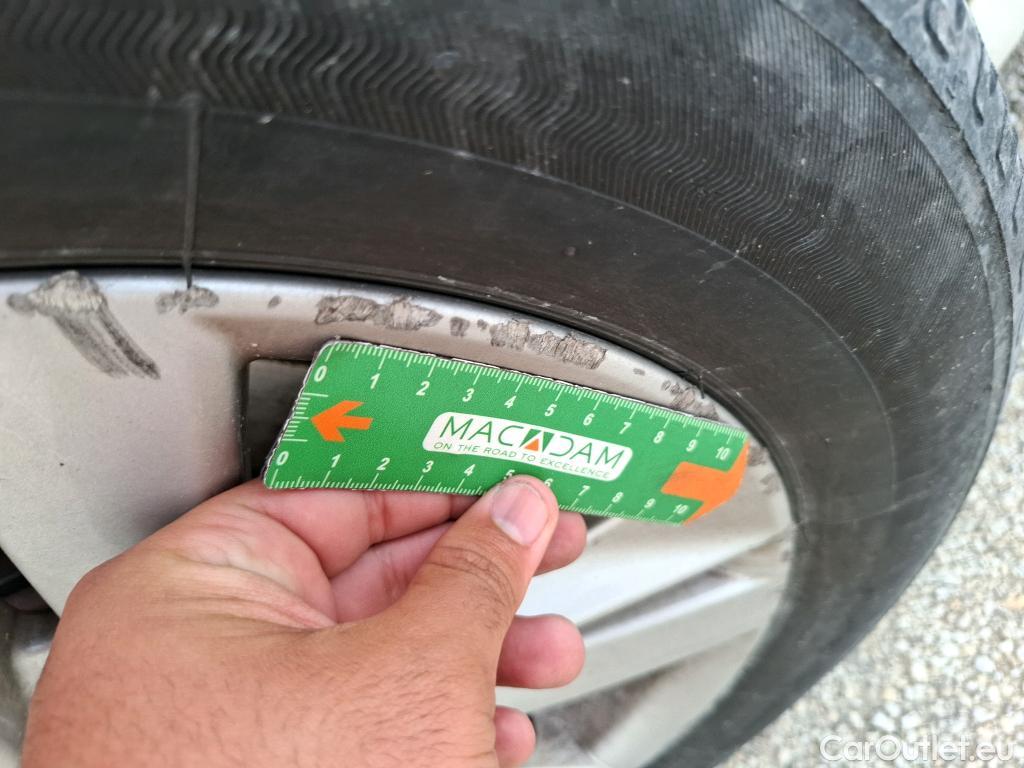 0 1 2 3 4 5 6 7 8 9 10
MACADAM
ON THE ROAD TO EXCELLENCE
0 1 2 3 4 5 6 7 8 9 10
CarOutlet.eu